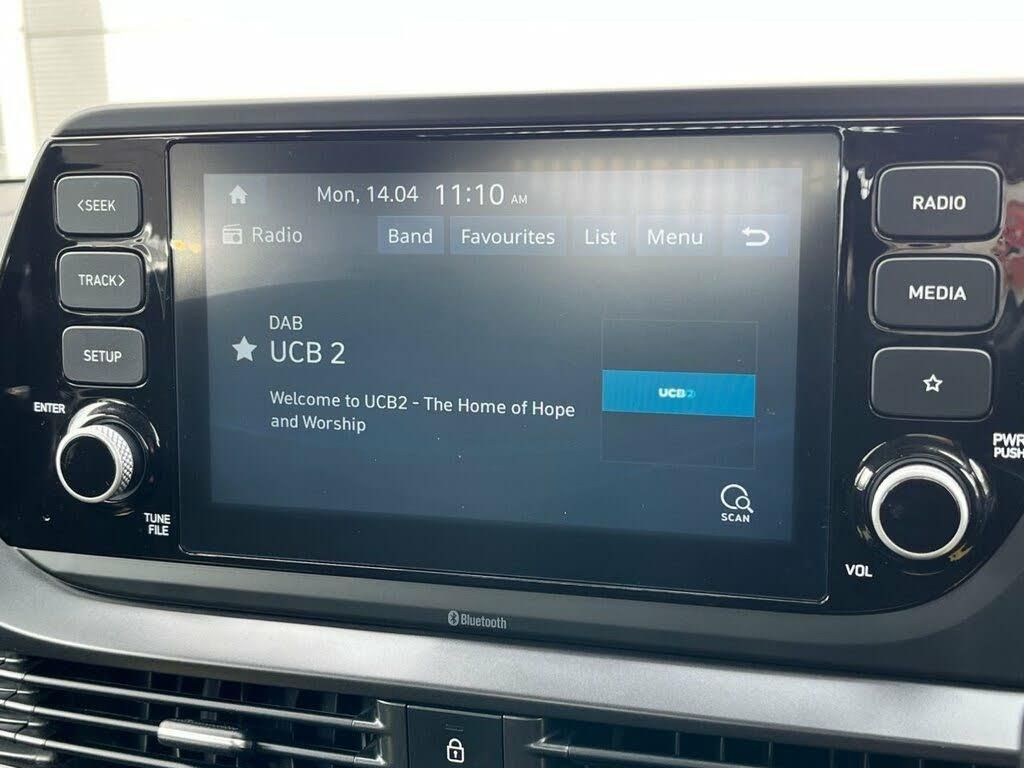 <SEEK
TRACK>
SETUP
ENTER
TUNE
FILE
Mon, 14.04 11:10 AM
Radio Band Favourites List Menu
DAB
UCB 2
Welcome to UCB2 - The Home of Hope
and Worship
UCB2
SCAN
RADIO
MEDIA
PWR
PUSH
VOL
Bluetooth